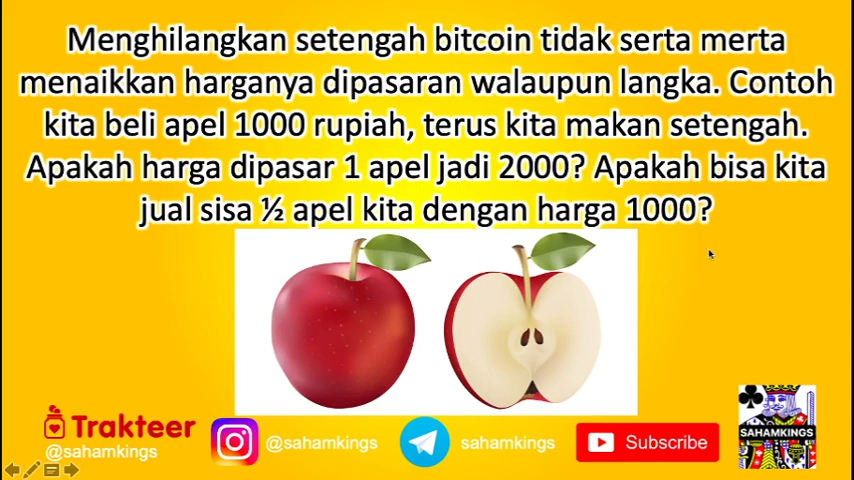 Menghilangkan setengah bitcoin tidak serta merta
menaikkan harganya dipasaran walaupun langka. Contoh
kita beli apel 1000 rupiah, terus kita makan setengah.
Apakah harga dipasar 1 apel jadi 2000? Apakah bisa kita
jual sisa ½ apel kita dengan harga 1000?
Trakteer
@sahamkings
@sahamkings
sahamkings
Subscribe
SAHAMKINGS